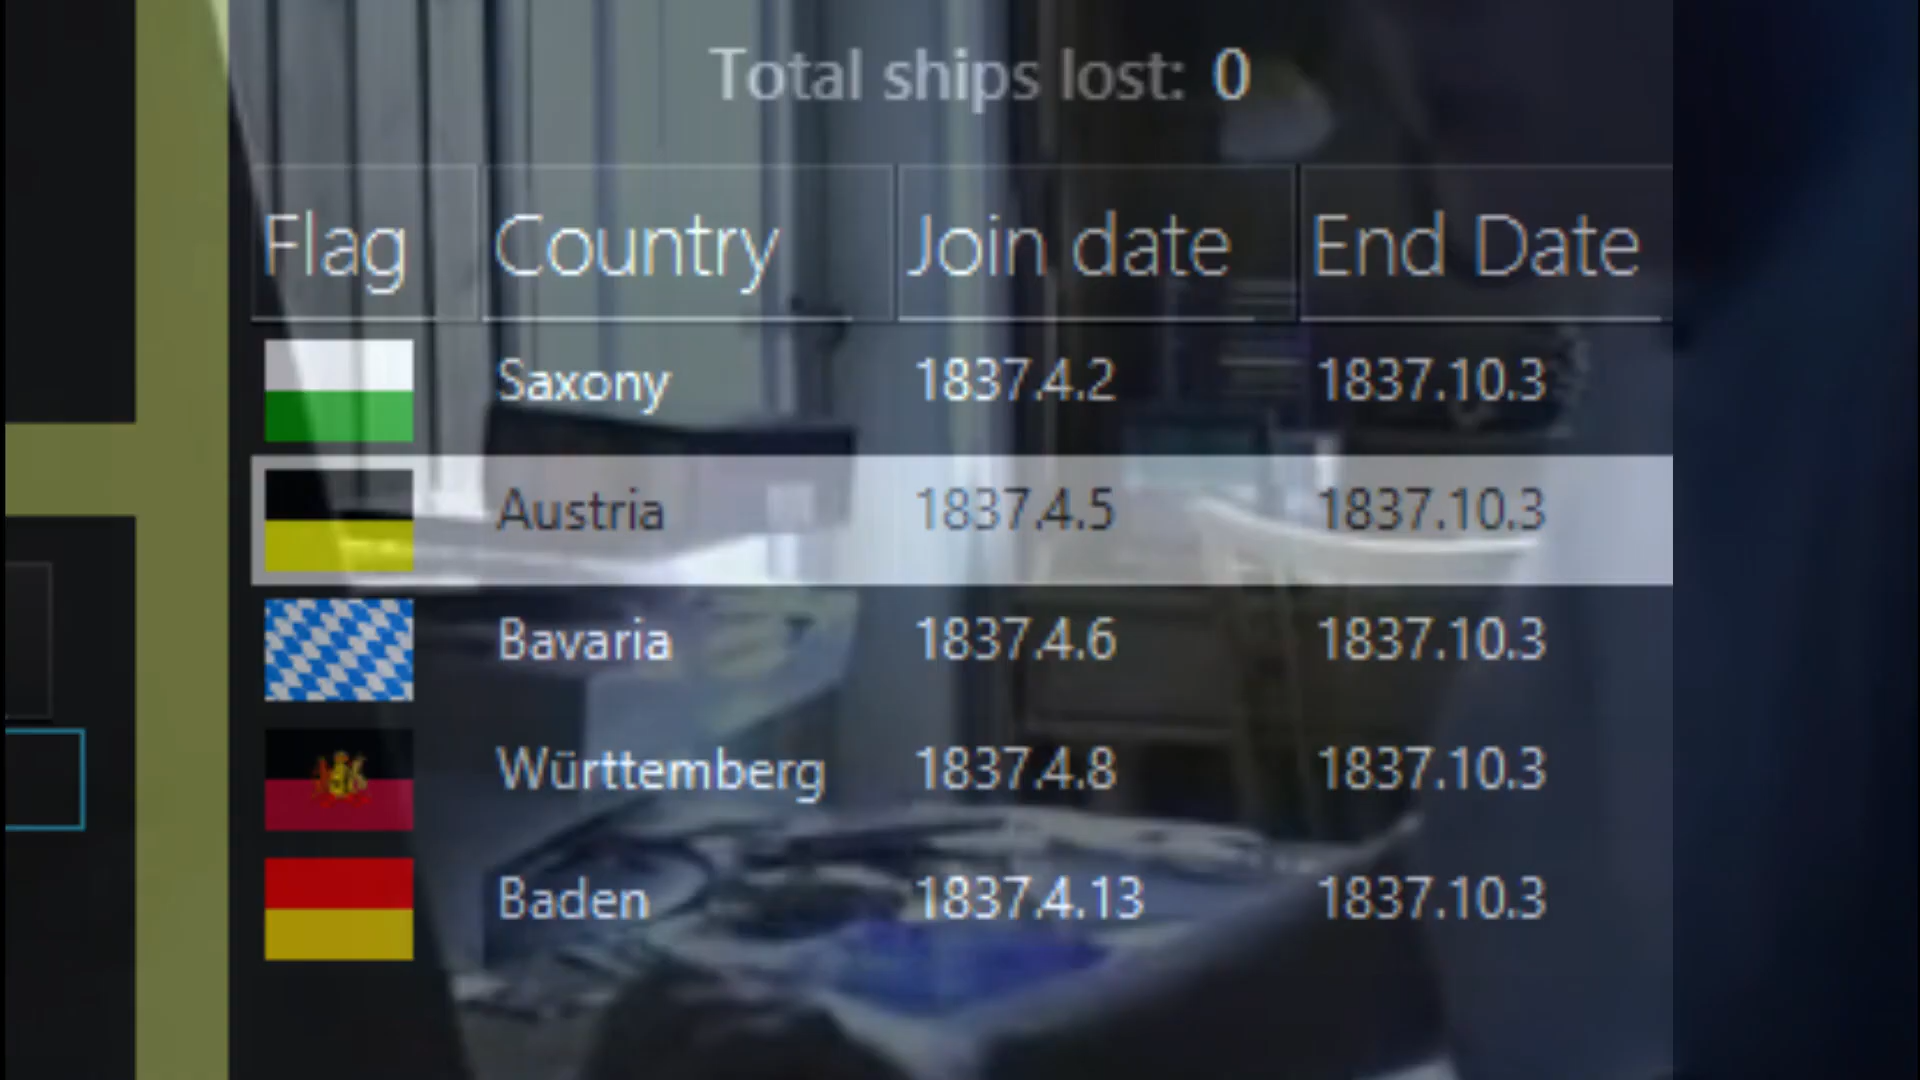 Total ships lost: 0
Flag Country Join date End Date
Saxony 1837.4.2 1837.10.3
Austria 1837.4.5 1837.10.3
Bavaria 1837.4.6 1837.10.3
Württemberg 1837.4.8 1837.10.3
Baden 1837.4.13 1837.10.3